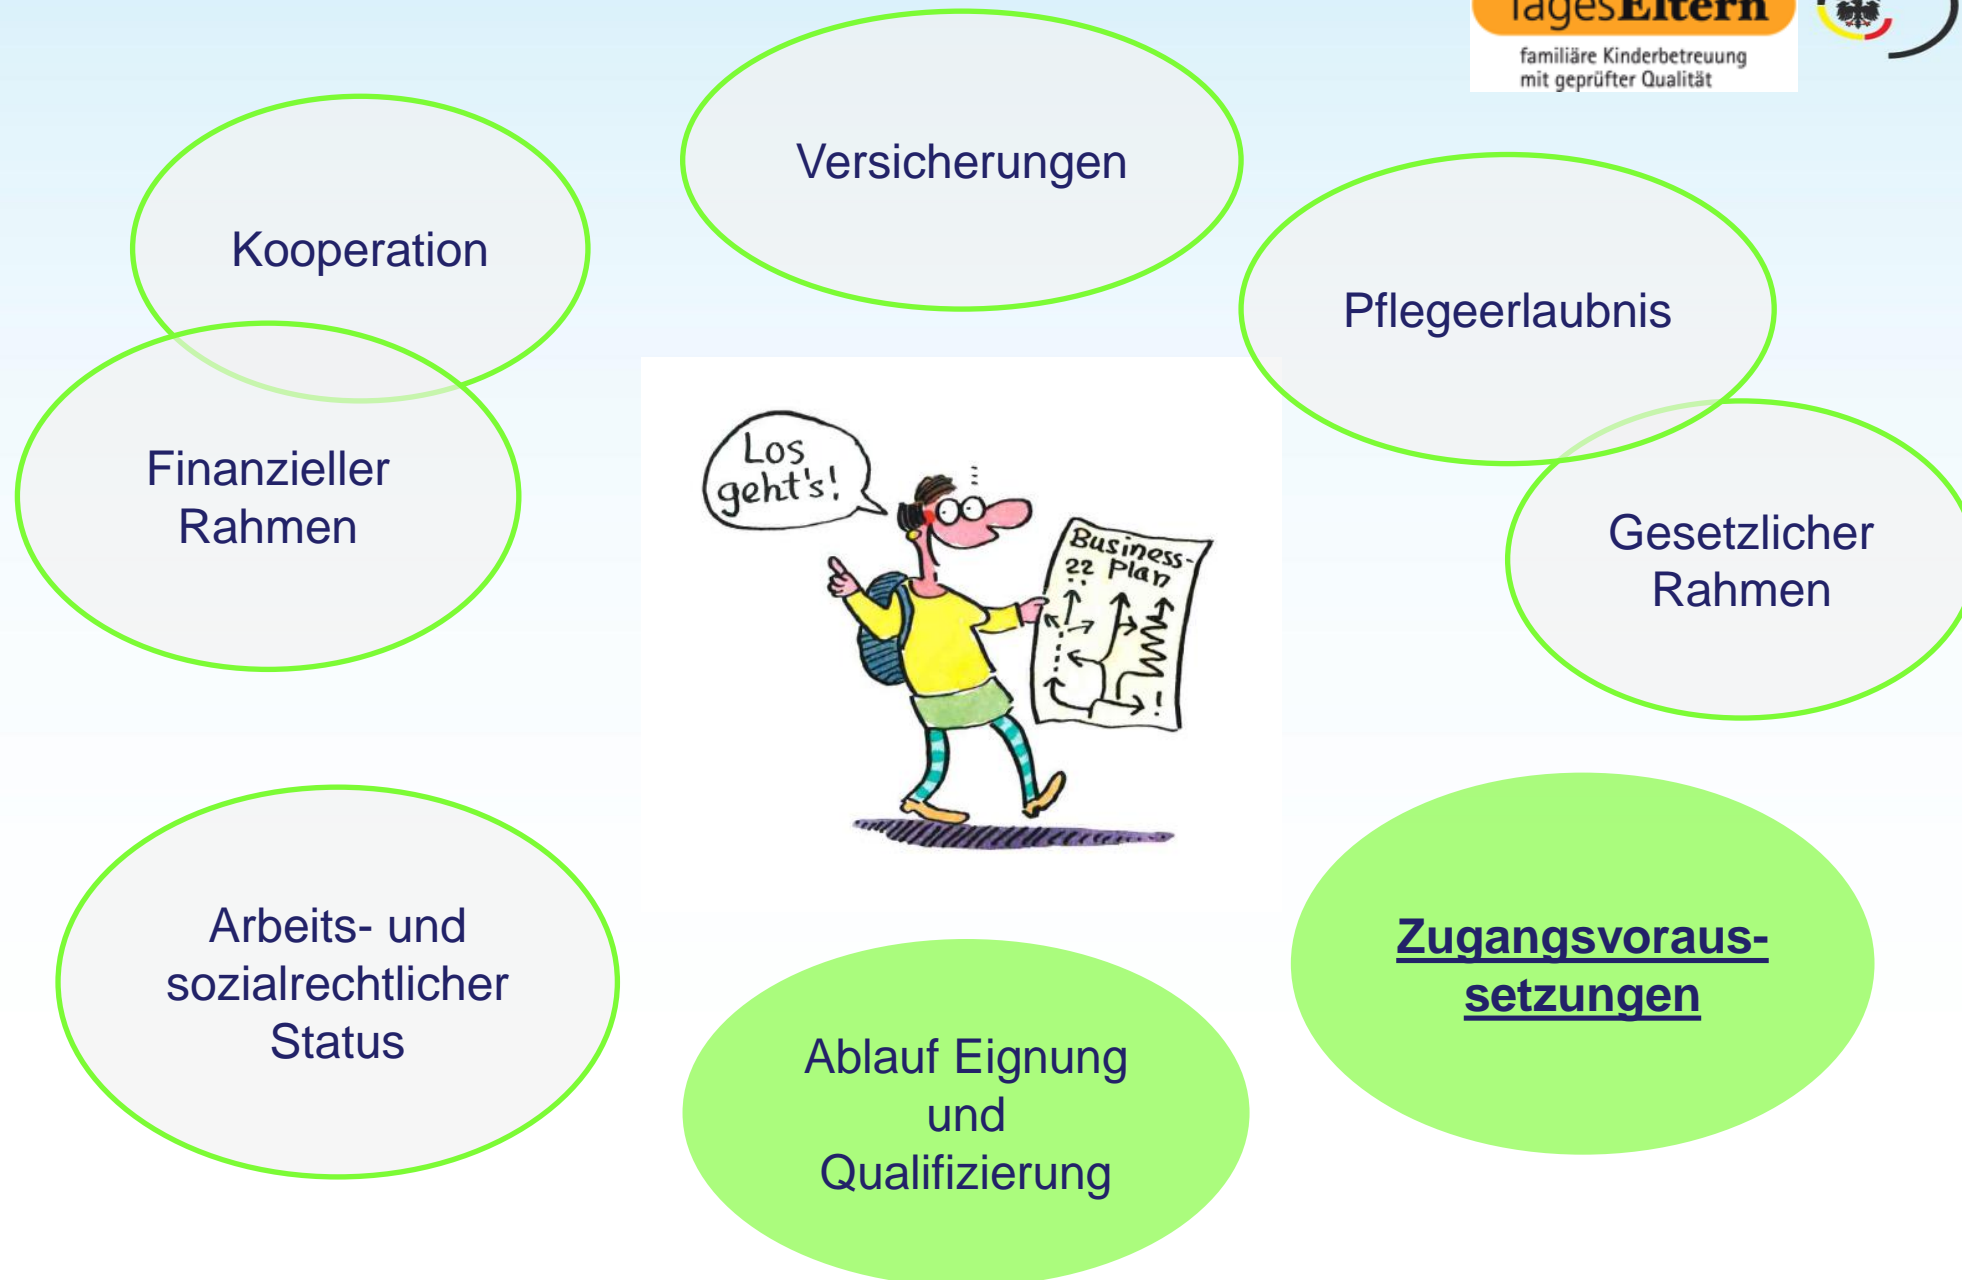 TagesEltern
familiäre Kinderbetreuung
mit geprüfter Qualität
Versicherungen
Kooperation
Pflegeerlaubnis
Finanzieller
Rahmen
Los
geht's!
Business-
?? Plan
!
Gesetzlicher
Rahmen
Arbeits- und
sozialrechtlicher
Status
Ablauf Eignung
und
Qualifizierung
Zugangsvoraus-
setzungen